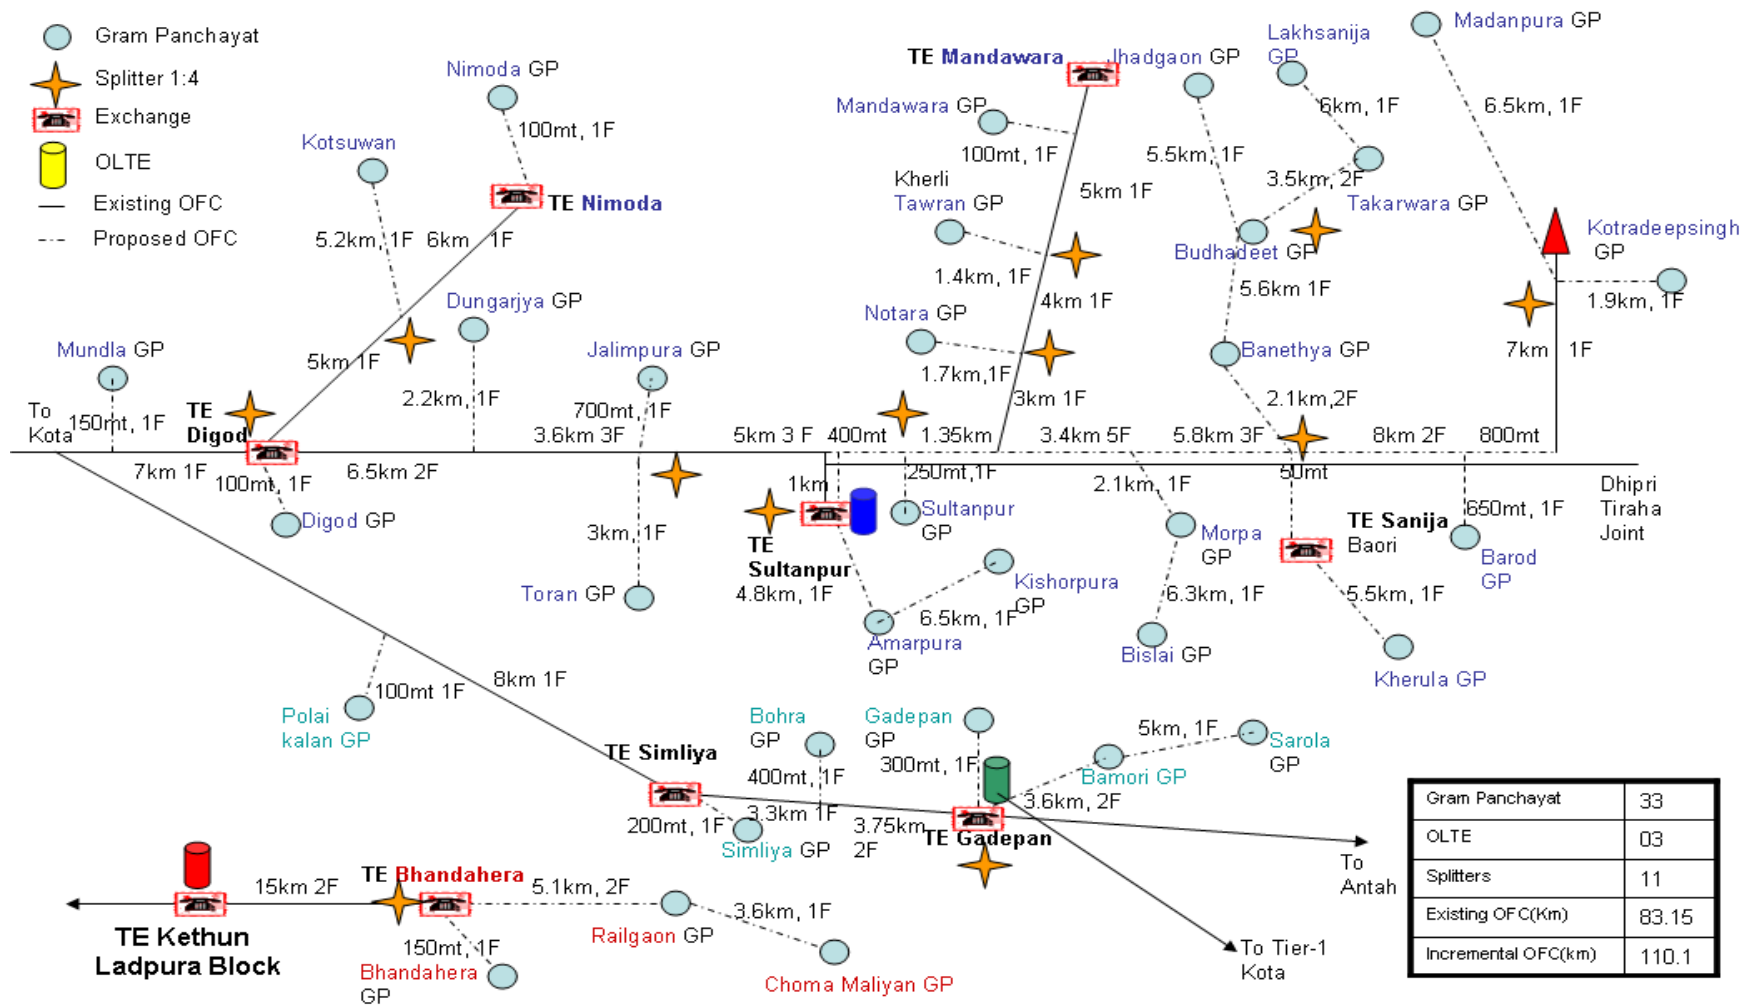 Gram Panchayat
Splitter 1:4
Exchange
OLTE
Existing OFC
Proposed OFC
Nimoda GP
100mt, 1F
Kotsuwan
TE Nimoda
5.2km, 1F
6km 1F
5km 1F
Dungarjya GP
2.2km, 1F
Mundla GP
To
Kota
150mt, 1F
TE
Digod
7km 1F
100mt, 1F
Digod GP
6.5km 2F
Jalimpura GP
700mt, 1F
3.6km 3F
5km 3 F
3km, 1F
Toran GP
TE Mandawara
Mandawara GP
100mt, 1F
5km 1F
Kherli
Tawran GP
1.4km, 1F
4km 1F
Notara GP
1.7km,1F
3km 1F
400mt
1.35km
3.4km 5F
5.8km 3F
8km 2F
800mt
Jhadgaon GP
5.5km, 1F
Lakhsanija
GP
6km, 1F
3.5km, 2F
Takarwara GP
Budhadeet GP
5.6km 1F
Banethya GP
2.1km,2F
Madanpura GP
6.5km, 1F
Kotradeepsingh
GP
1.9km, 1F
7km 1F
1km
250mt,1F
Sultanpur
GP
TE
Sultanpur
4.8km, 1F
Amarpura
GP
6.5km, 1F
Kishorpura
GP
2.1km, 1F
Morpa
GP
6.3km, 1F
Bislai GP
50mt
TE Sanija
Baori
5.5km, 1F
Kherula GP
650mt, 1F
Barod
GP
Dhipri
Tiraha
Joint
8km 1F
100mt 1F
Polai
kalan GP
TE Simliya
200mt, 1F
Simliya GP
Bohra
GP
400mt, 1F
3.3km 1F
Gadepan
GP
300mt, 1F
3.75km
2F
TE Gadepan
3.6km, 2F
Bamori GP
5km, 1F
Sarola
GP
To
Antah
To Tier-1
Kota
TE Kethun
Ladpura Block
15km 2F
TE Bhandahera
150mt, 1F
Bhandahera
GP
5.1km, 2F
Railgaon GP
3.6km, 1F
Choma Maliyan GP
Gram Panchayat 33
OLTE 03
Splitters 11
Existing OFC(Km) 83.15
Incremental OFC(km) 110.1